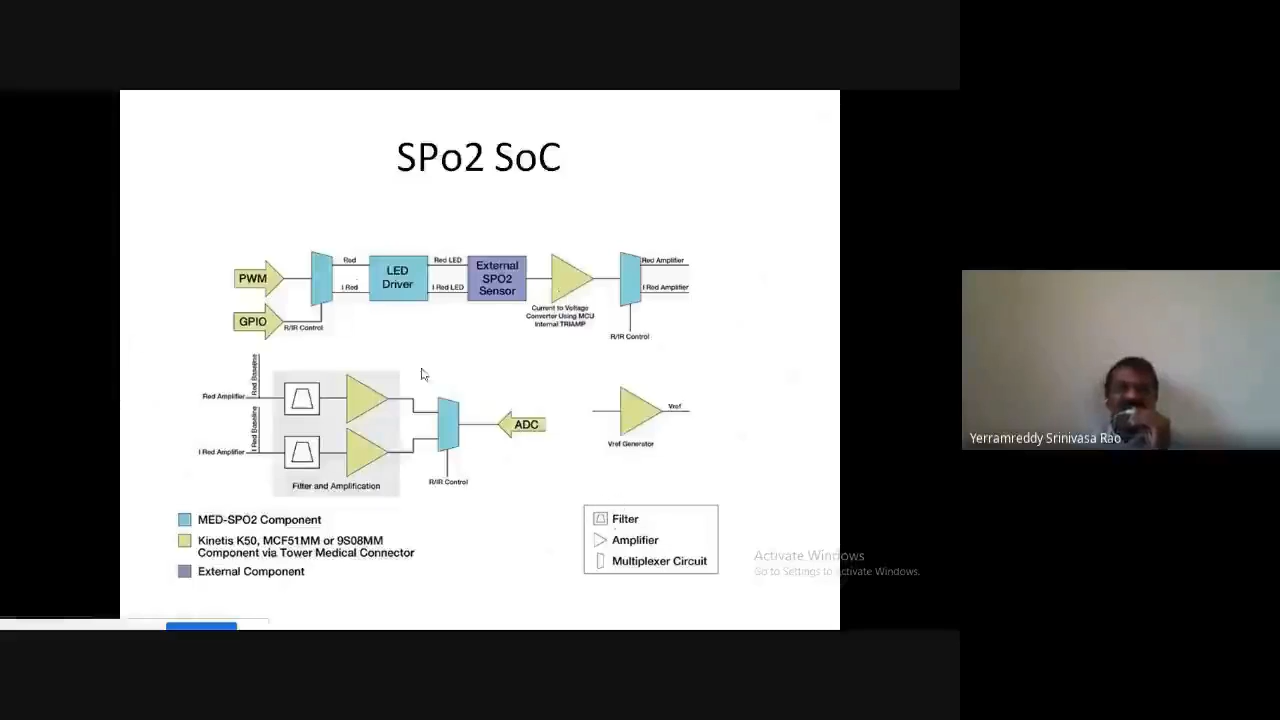 SPo2 SoC
PWM
GPIO
R/IR Control
Red
I Red
LED
Driver
Red LED
I Red LED
External
SPO2
Sensor
Current to Voltage
Converter Using MCU
Internal TRIAMP
Red Amplifier
I Red Amplifier
R/IR Control
Red Baseline
Red Amplifier
I Red Baseline
I Red Amplifier
Filter and Amplification
R/IR Control
ADC
Vref
Vref Generator
MED-SPO2 Component
Kinetis K50, MCF51MM or 9S08MM
Component via Tower Medical Connector
External Component
Filter
Amplifier
Multiplexer Circuit
Activate Windows
Go to Settings to activate Windows.
Yerramreddy Srinivasa Rao